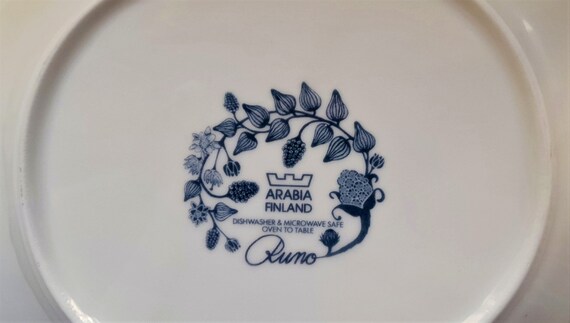 ARABIA
FINLAND
DISHWASHER & MICROWAVE SAFE
OVEN TO TABLE
Runo